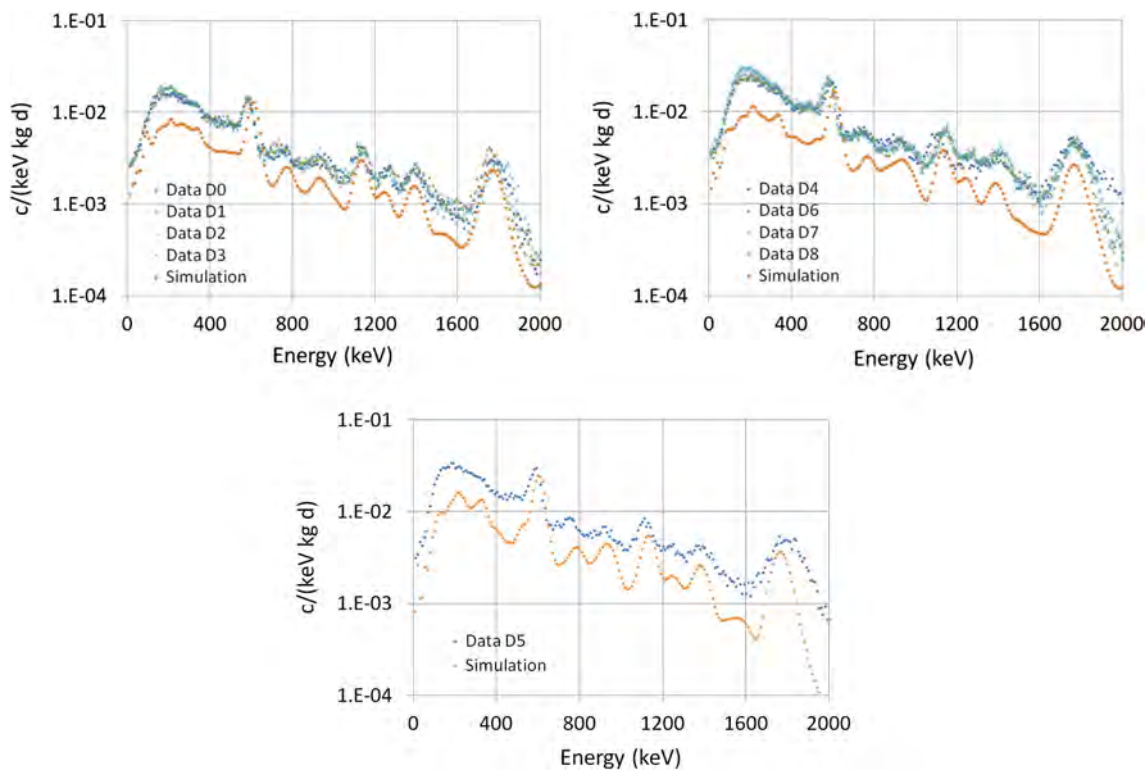 1.E-01
1.E-02
1.E-03
1.E-04
c/(keV kg d)
Data D0
Data D1
Data D2
Data D3
Simulation
0 400 800 1200 1600 2000
Energy (keV)
1.E-01
1.E-02
1.E-03
1.E-04
c/(keV kg d)
Data D4
Data D6
Data D7
Data D8
Simulation
0 400 800 1200 1600 2000
Energy (keV)
1.E-01
1.E-02
1.E-03
1.E-04
c/(keV kg d)
Data D5
Simulation
0 400 800 1200 1600 2000
Energy (keV)